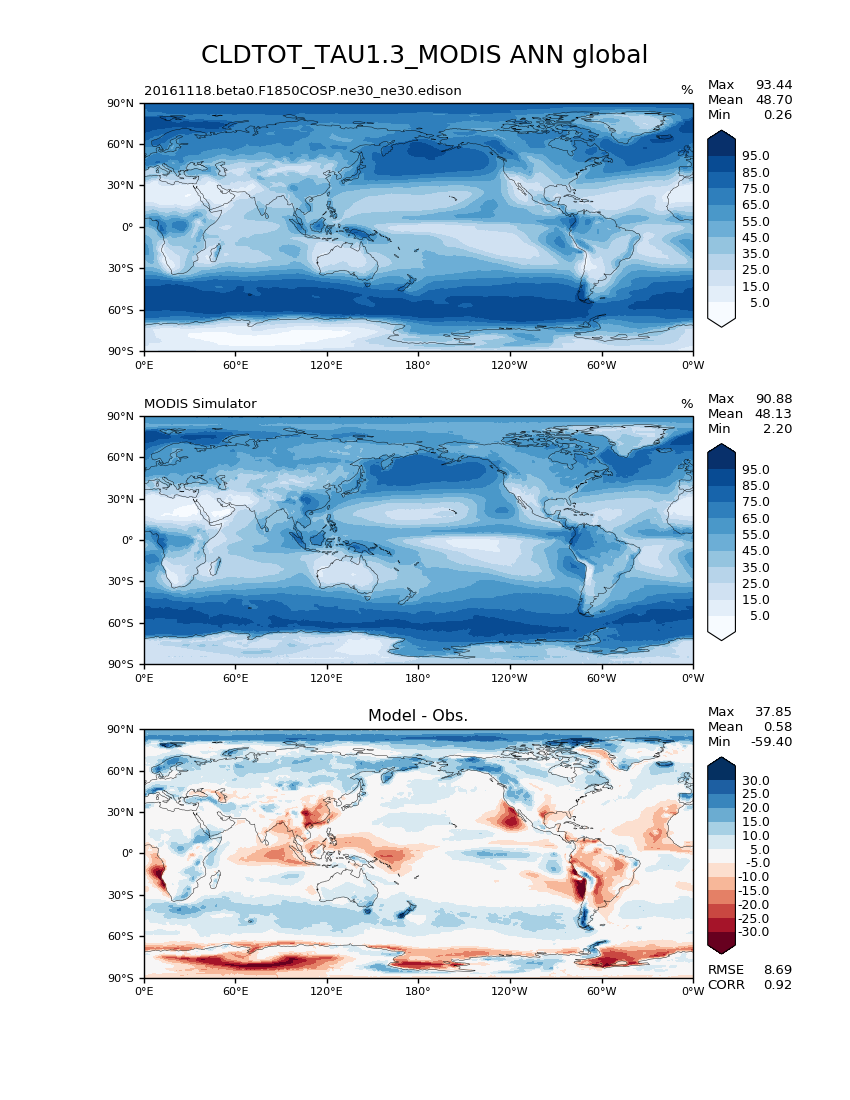 CLDTOT_TAU1.3_MODIS ANN global
20161118.beta0.F1850COSP.ne30_ne30.edison %
Max 93.44
Mean 48.70
Min 0.26
90°N
60°N
30°N
0°
30°S
60°S
90°S
0°E 60°E 120°E 180° 120°W 60°W 0°W
95.0
85.0
75.0
65.0
55.0
45.0
35.0
25.0
15.0
5.0
MODIS Simulator %
Max 90.88
Mean 48.13
Min 2.20
90°N
60°N
30°N
0°
30°S
60°S
90°S
0°E 60°E 120°E 180° 120°W 60°W 0°W
95.0
85.0
75.0
65.0
55.0
45.0
35.0
25.0
15.0
5.0
Model - Obs.
Max 37.85
Mean 0.58
Min -59.40
90°N
60°N
30°N
0°
30°S
60°S
90°S
0°E 60°E 120°E 180° 120°W 60°W 0°W
30.0
25.0
20.0
15.0
10.0
5.0
-5.0
-10.0
-15.0
-20.0
-25.0
-30.0
RMSE 8.69
CORR 0.92